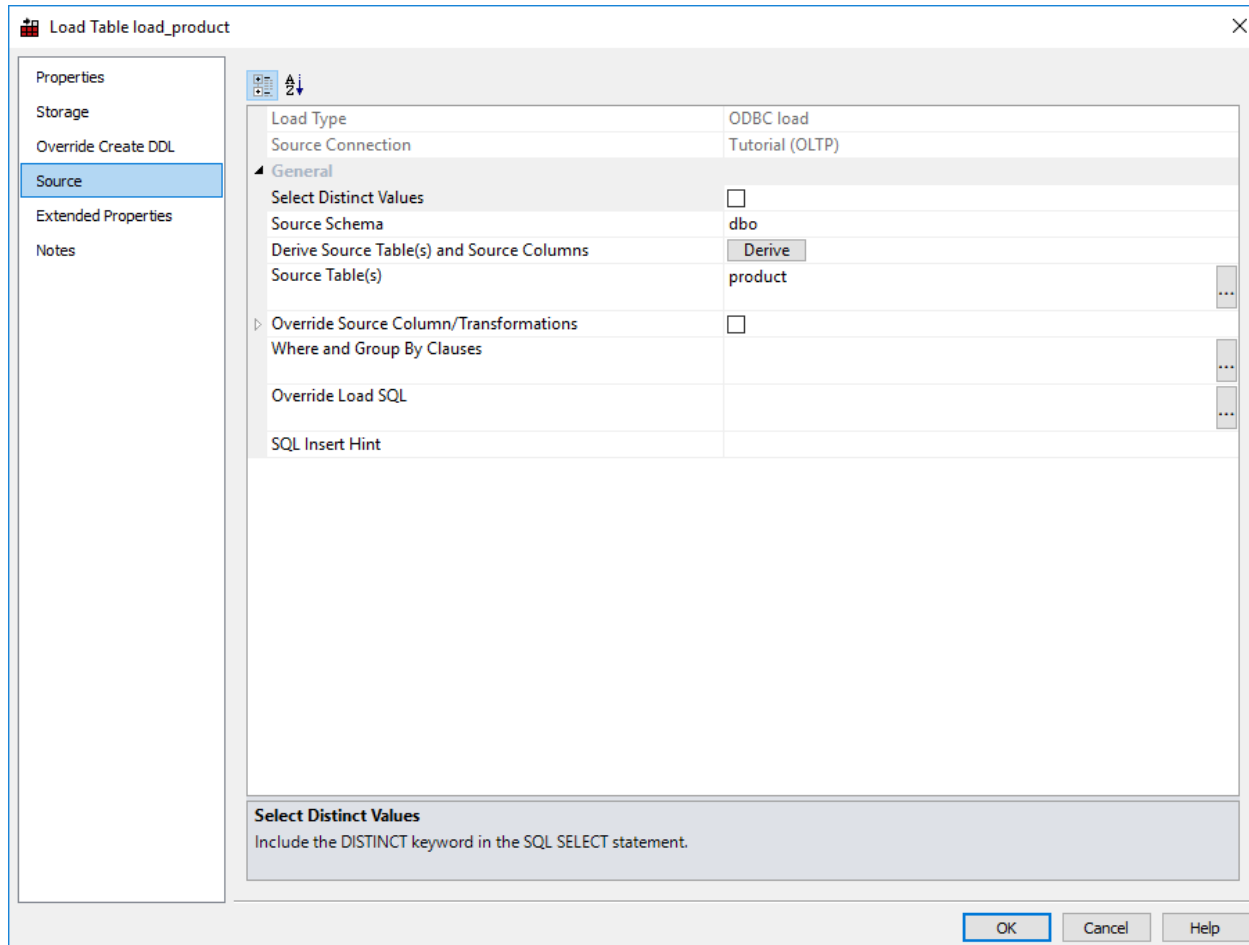 Load Table load_product
Properties
Storage
Override Create DDL
Source
Extended Properties
Notes
Load Type ODBC load
Source Connection Tutorial (OLTP)
General
Select Distinct Values
Source Schema dbo
Derive Source Table(s) and Source Columns Derive
Source Table(s) product
...
Override Source Column/Transformations
Where and Group By Clauses
...
Override Load SQL
...
SQL Insert Hint
Select Distinct Values
Include the DISTINCT keyword in the SQL SELECT statement.
OK Cancel Help